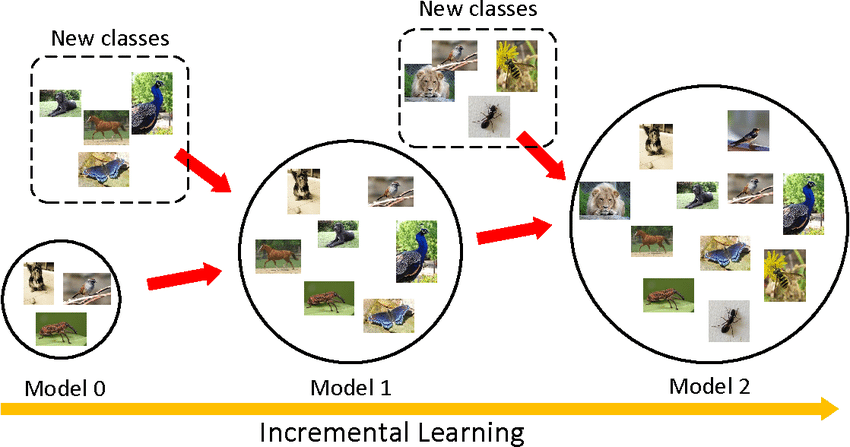 New classes
New classes
Model 0
Model 1
Model 2
Incremental Learning